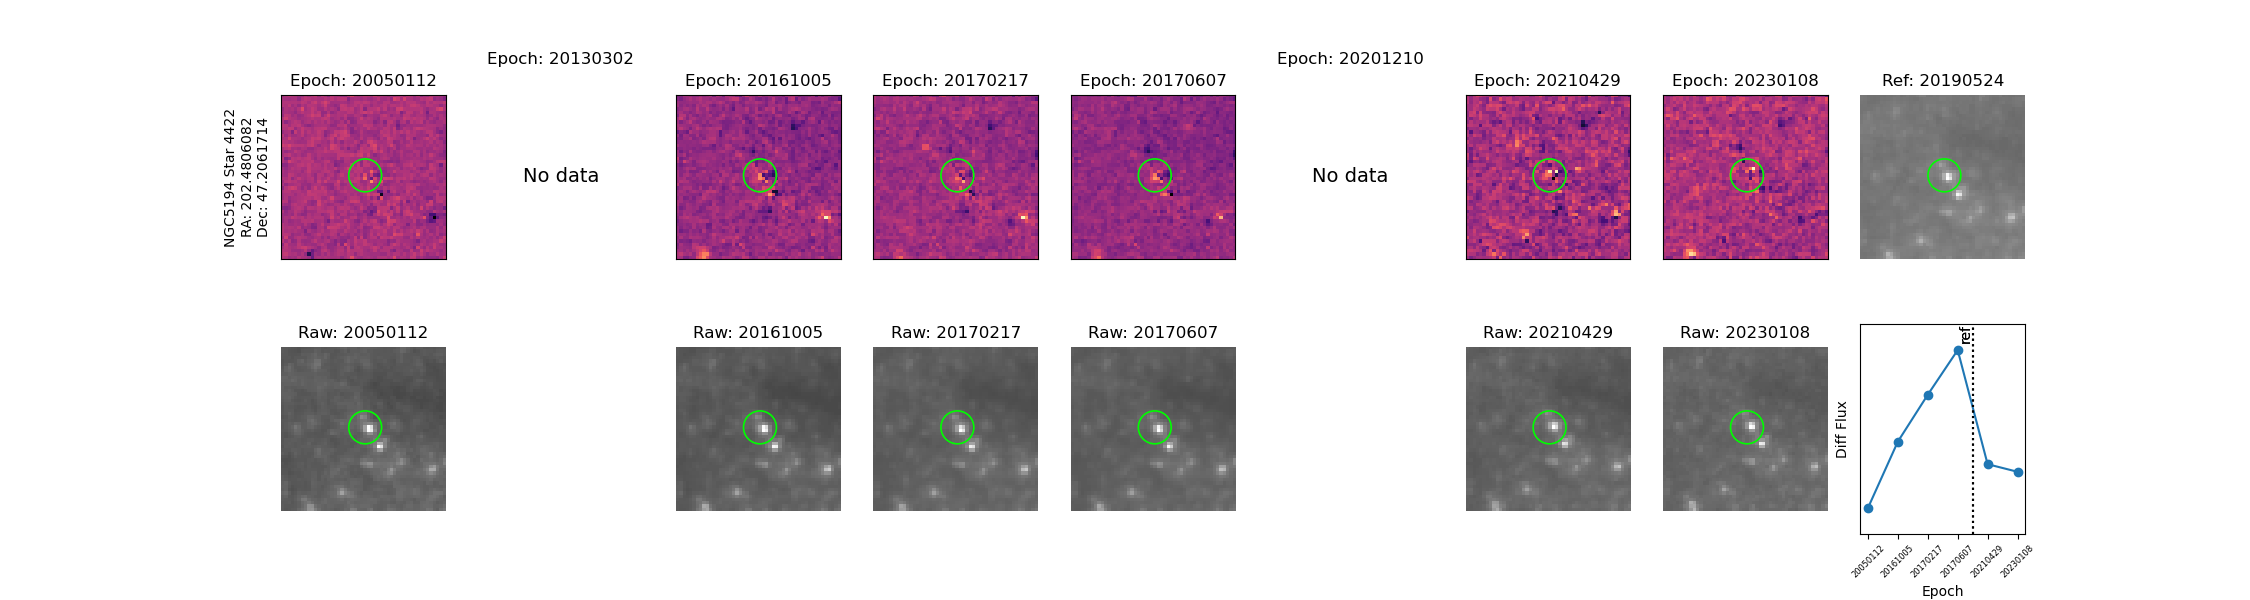 Epoch: 20130302
Epoch: 20201210
Epoch: 20050112
Epoch: 20161005
Epoch: 20170217
Epoch: 20170607
Epoch: 20210429
Epoch: 20230108
Ref: 20190524
NGC5194 Star 4422
RA: 202.4806082
Dec: 47.2061714
No data
No data
Raw: 20050112
Raw: 20161005
Raw: 20170217
Raw: 20170607
Raw: 20210429
Raw: 20230108
ref
Diff Flux
20050112
20161005
20170217
20170607
20210429
20230108
Epoch